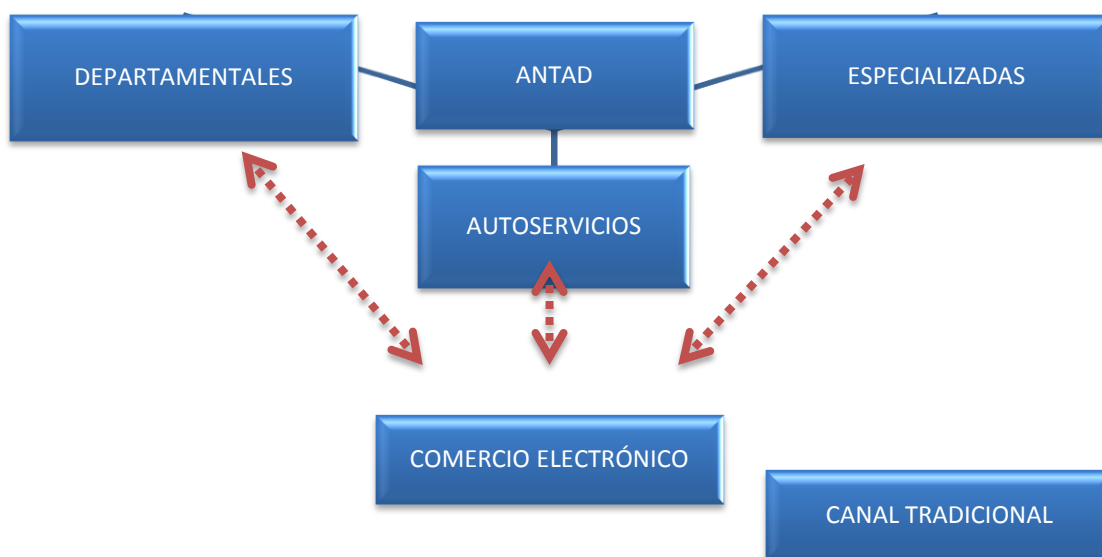 DEPARTAMENTALES
ANTAD
ESPECIALIZADAS
AUTOSERVICIOS
COMERCIO ELECTRÓNICO
CANAL TRADICIONAL